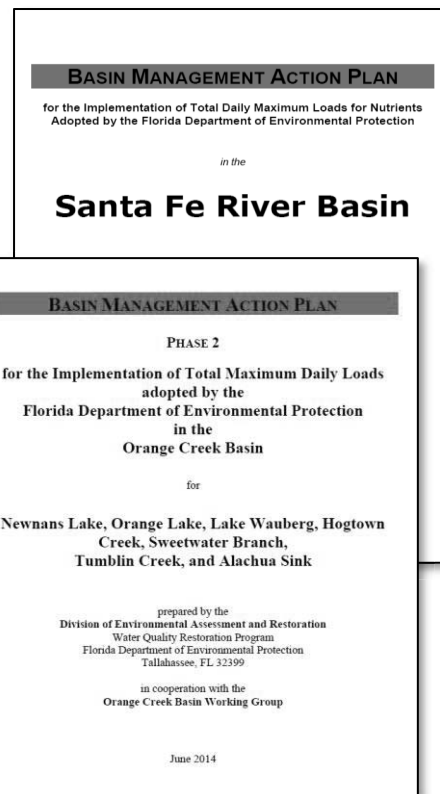 BASIN MANAGEMENT ACTION PLAN
for the Implementation of Total Daily Maximum Loads for Nutrients
Adopted by the Florida Department of Environmental Protection
in the
Santa Fe River Basin
BASIN MANAGEMENT ACTION PLAN
PHASE 2
for the Implementation of Total Maximum Daily Loads
adopted by the
Florida Department of Environmental Protection
in the
Orange Creek Basin
for
Newnans Lake, Orange Lake, Lake Wauberg, Hogtown
Creek, Sweetwater Branch,
Tumblin Creek, and Alachua Sink
prepared by the
Division of Environmental Assessment and Restoration
Water Quality Restoration Program
Florida Department of Environmental Protection
Tallahassee, FL 32399
in cooperation with the
Orange Creek Basin Working Group
June 2014